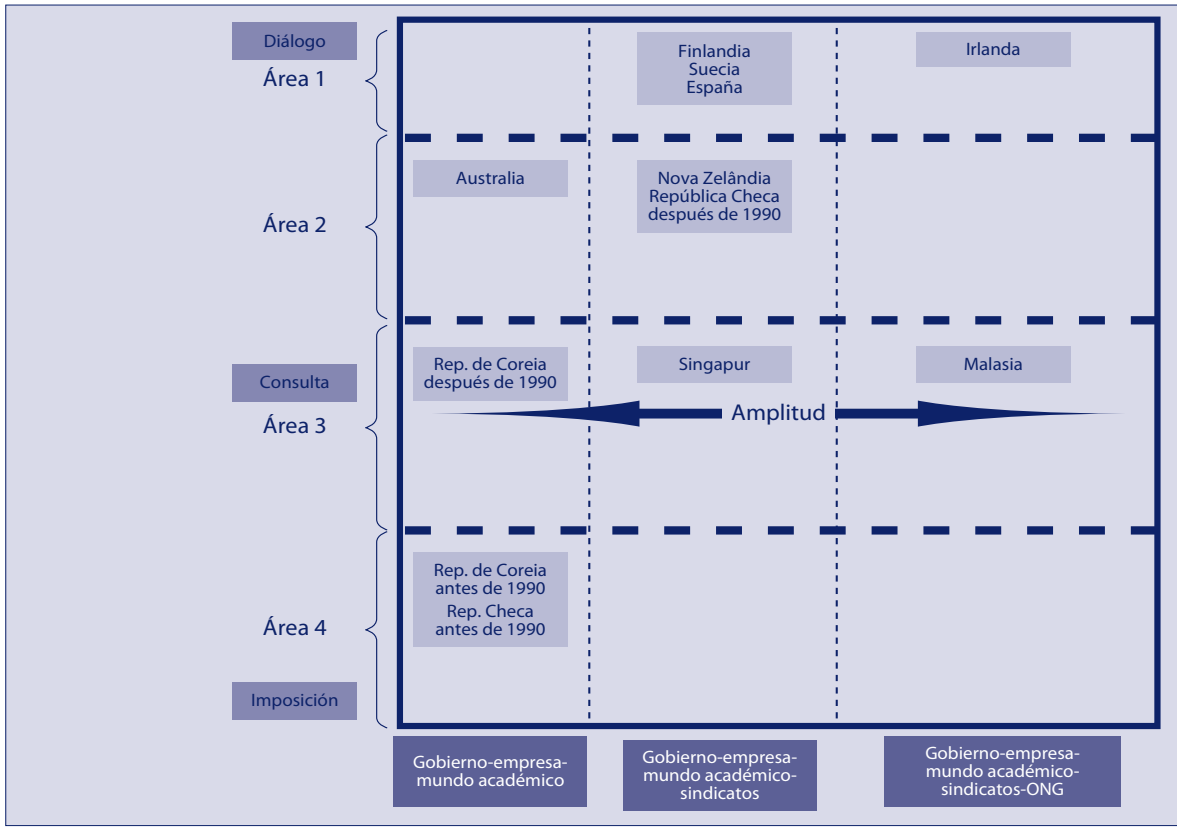 Diálogo
Área 1
Finlandia
Suecia
España
Irlanda
Área 2
Australia
Nova Zelândia
República Checa
después de 1990
Consulta
Área 3
Rep. de Coreia
después de 1990
Singapur
Malasia
Amplitud
Área 4
Rep. de Coreia
antes de 1990
Rep. Checa
antes de 1990
Imposición
Gobierno-empresa-
mundo académico
Gobierno-empresa-
mundo académico-
sindicatos
Gobierno-empresa-
mundo académico-
sindicatos-ONG